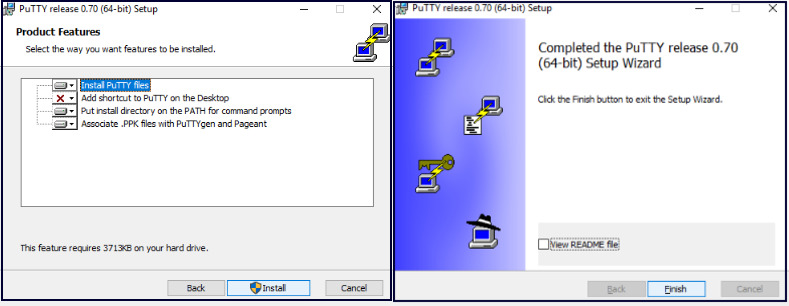 PuTTY release 0.70 (64-bit) Setup
Product Features
Select the way you want features to be installed.
Install PuTTY files
Add shortcut to PuTTY on the Desktop
Put install directory on the PATH for command prompts
Associate .PPK files with PuTTYgen and Pageant
This feature requires 3713KB on your hard drive.
Back
Install
Cancel
PuTTY release 0.70 (64-bit) Setup
Completed the PuTTY release 0.70
(64-bit) Setup Wizard
Click the Finish button to exit the Setup Wizard.
View README file
Back
Finish
Cancel